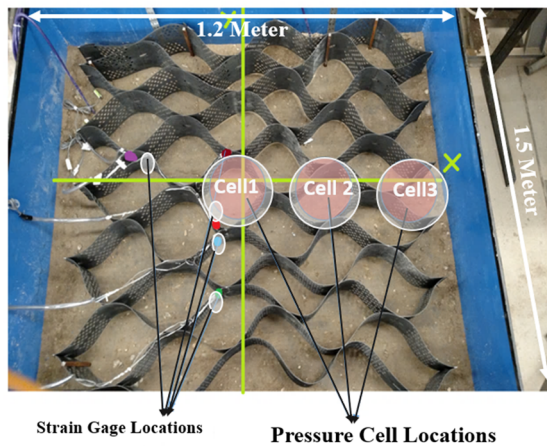 1.2 Meter
1.5 Meter
Cell1
Cell 2
Cell3
Strain Gage Locations
Pressure Cell Locations